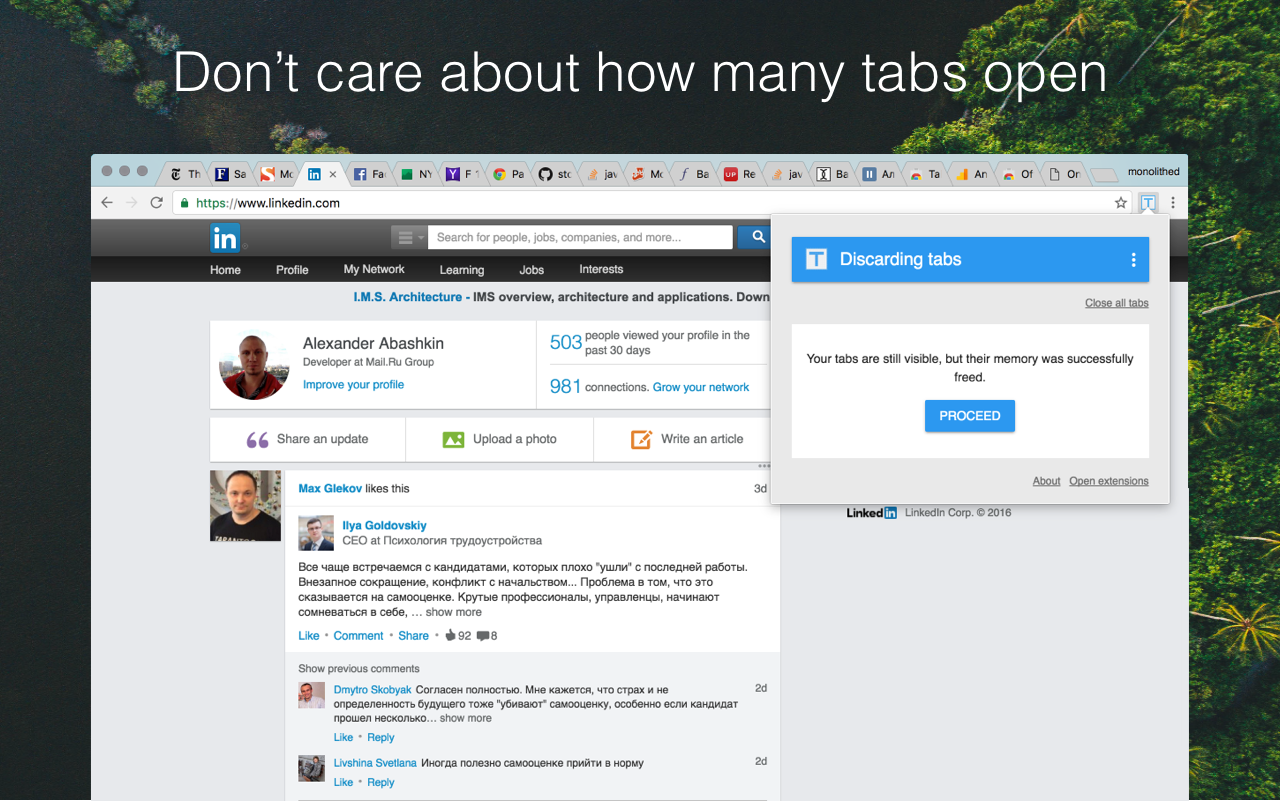 Don’t care about how many tabs open
Th
Sa
Mc
Fac
NY
F 1
Pa
stc
jav
Mc
Ba
Re
jav
Ba
An
Ta
An
Of
On
monolithed
https://www.linkedin.com
in
Search for people, jobs, companies, and more...
Home
Profile
My Network
Learning
Jobs
Interests
I.M.S. Architecture - IMS overview, architecture and applications. Down
Alexander Abashkin
Developer at Mail.Ru Group
Improve your profile
503 people viewed your profile in the
past 30 days
981 connections. Grow your network
Share an update
Upload a photo
Write an article
Max Glekov likes this
3d
Ilya Goldovskiy
CEO at Психология трудоустройства
Все чаще встречаемся с кандидатами, которых плохо "ушли" с последней работы.
Внезапное сокращение, конфликт с начальством... Проблема в том, что это
сказывается на самооценке. Крутые профессионалы, управленцы, начинают
сомневаться в себе, … show more
Like • Comment • Share • 92 8
Show previous comments
Dmytro Skobyak Согласен полностью. Мне кажется, что страх и не
2d
определенность будущего тоже "убивают" самооценку, особенно если кандидат
прошел несколько… show more
Like • Reply
Livshina Svetlana Иногда полезно самооценке прийти в норму
2d
Like • Reply
T
Discarding tabs
Close all tabs
Your tabs are still visible, but their memory was successfully
freed.
PROCEED
About
Open extensions
LinkedIn LinkedIn Corp. © 2016